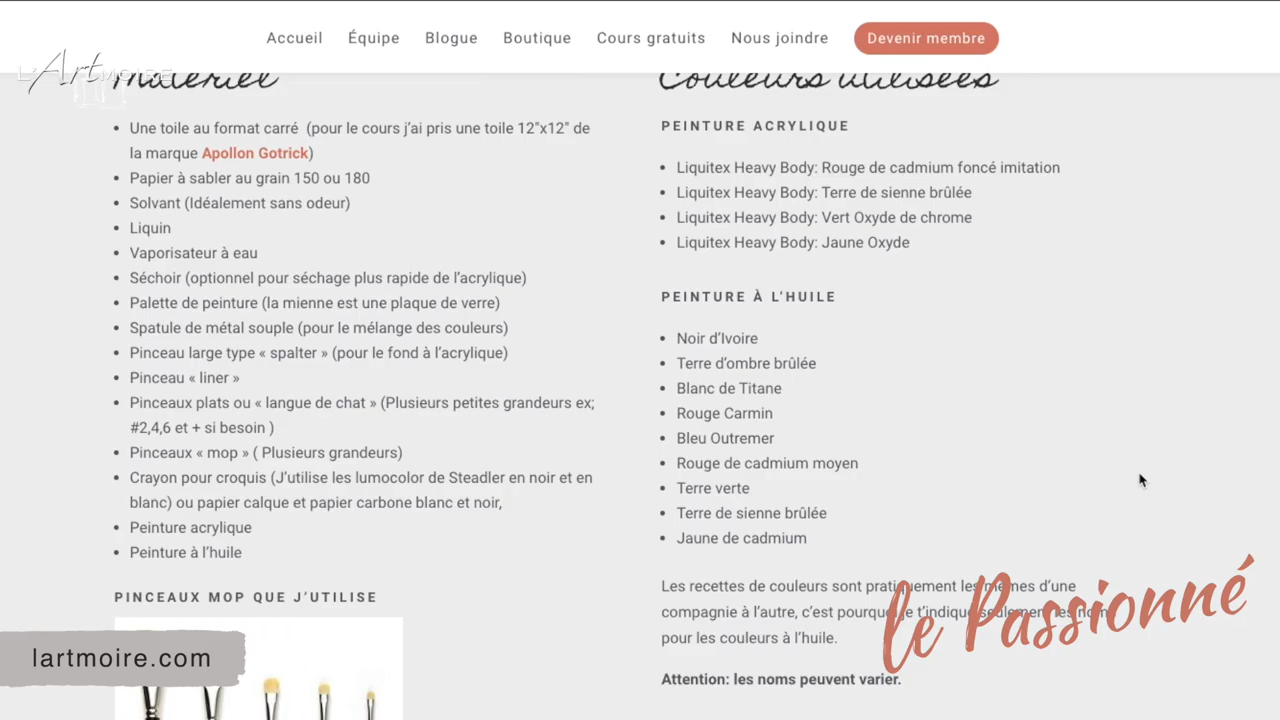 Accueil Équipe Blogue Boutique Cours gratuits Nous joindre Devenir membre
L'ArtMOIRE
Matériel
Une toile au format carré (pour le cours j'ai pris une toile 12"x12" de
la marque Apollon Gotrick)
Papier à sabler au grain 150 ou 180
Solvant (Idéalement sans odeur)
Liquin
Vaporisateur à eau
Séchoir (optionnel pour séchage plus rapide de l'acrylique)
Palette de peinture (la mienne est une plaque de verre)
Spatule de métal souple (pour le mélange des couleurs)
Pinceau large type « spalter » (pour le fond à l'acrylique)
Pinceau « liner »
Pinceaux plats ou « langue de chat » (Plusieurs petites grandeurs ex;
#2,4,6 et + si besoin )
Pinceaux « mop » ( Plusieurs grandeurs)
Crayon pour croquis (J'utilise les lumocolor de Steadler en noir et en
blanc) ou papier calque et papier carbone blanc et noir,
Peinture acrylique
Peinture à l'huile
PINCEAUX MOP QUE J'UTILISE
lartmoire.com
Couleurs utilisées
PEINTURE ACRYLIQUE
Liquitex Heavy Body: Rouge de cadmium foncé imitation
Liquitex Heavy Body: Terre de sienne brûlée
Liquitex Heavy Body: Vert Oxyde de chrome
Liquitex Heavy Body: Jaune Oxyde
PEINTURE À L'HUILE
Noir d'Ivoire
Terre d'ombre brûlée
Blanc de Titane
Rouge Carmin
Bleu Outremer
Rouge de cadmium moyen
Terre verte
Terre de sienne brûlée
Jaune de cadmium
Les recettes de couleurs sont pratiquement les mêmes d'une
compagnie à l'autre, c'est pourquoi je t'indique seulement les noms
pour les couleurs à l'huile.
le Passionné
Attention: les noms peuvent varier.